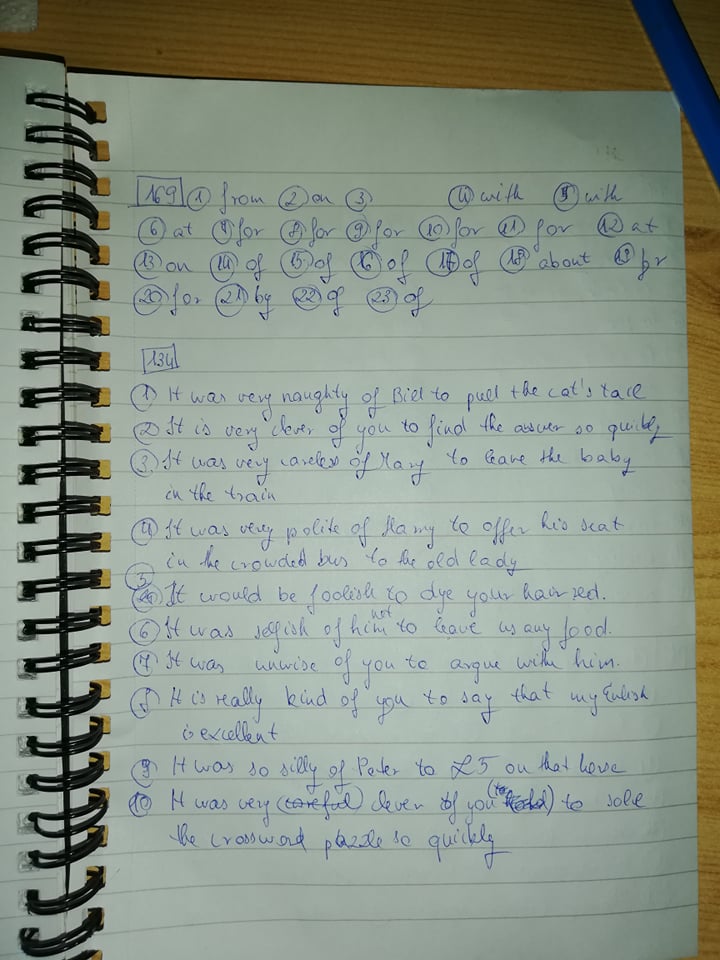 169 1 from 2 on 3 4 with 5 with
6 at 7 for 8 for 9 for 10 for 11 for 12 at
13 on 14 of 15 of 16 of 17 of 18 about 19 for
20 for 21 by 22 of 23 of
134
1 It was very naughty of Bill to pull the cat's tail
2 It is very clever of you to find the answer so quickly
3 It was very careless of Mary to leave the baby
in the train
4 It was very polite of Harry to offer his seat
in the crowded bus to the old lady
5
It would be foolish to dye your hair red.
not
6 It was selfish of him to leave us any food.
7 It was unwise of you to argue with him.
8 It is really kind of you to say that my Enlish
is excellent
9 It was so silly of Peter to £5 on that horse
10 It was very (careful) clever of you (to) to solve
the crossword puzzle so quickly